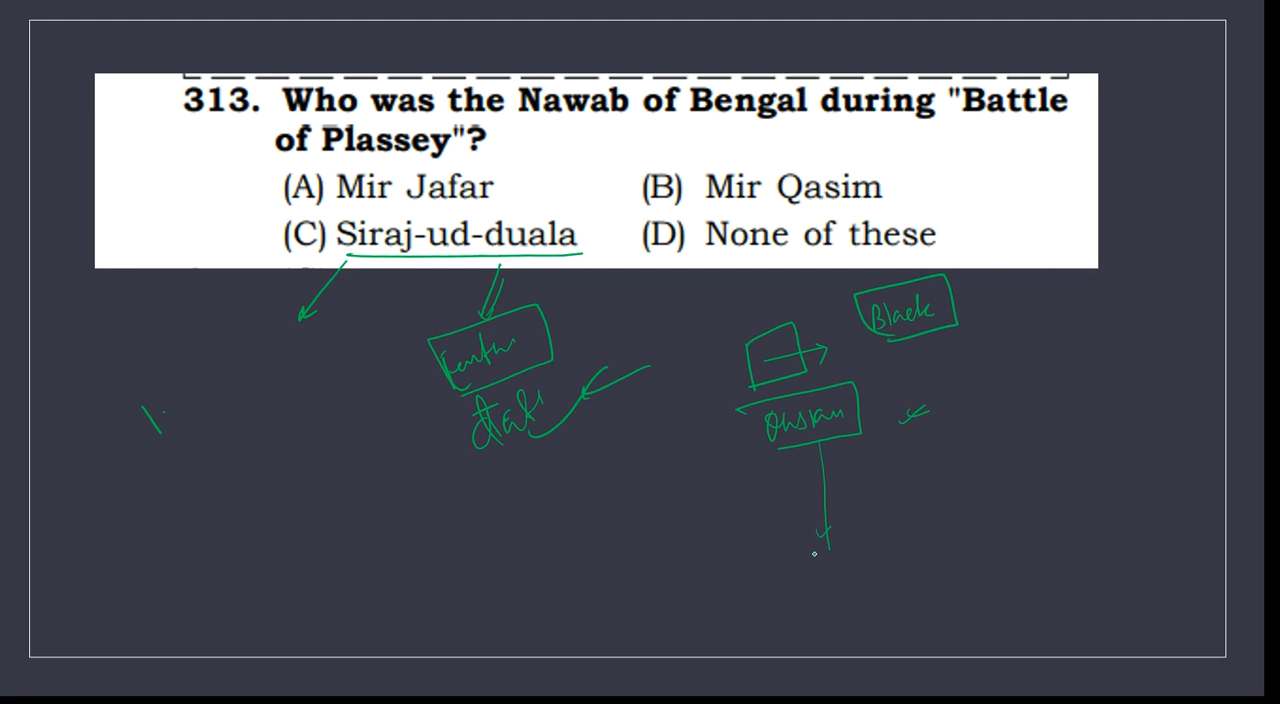 313. Who was the Nawab of Bengal during "Battle
of Plassey"?
(A) Mir Jafar (B) Mir Qasim
(C) Siraj-ud-duala (D) None of these
Black